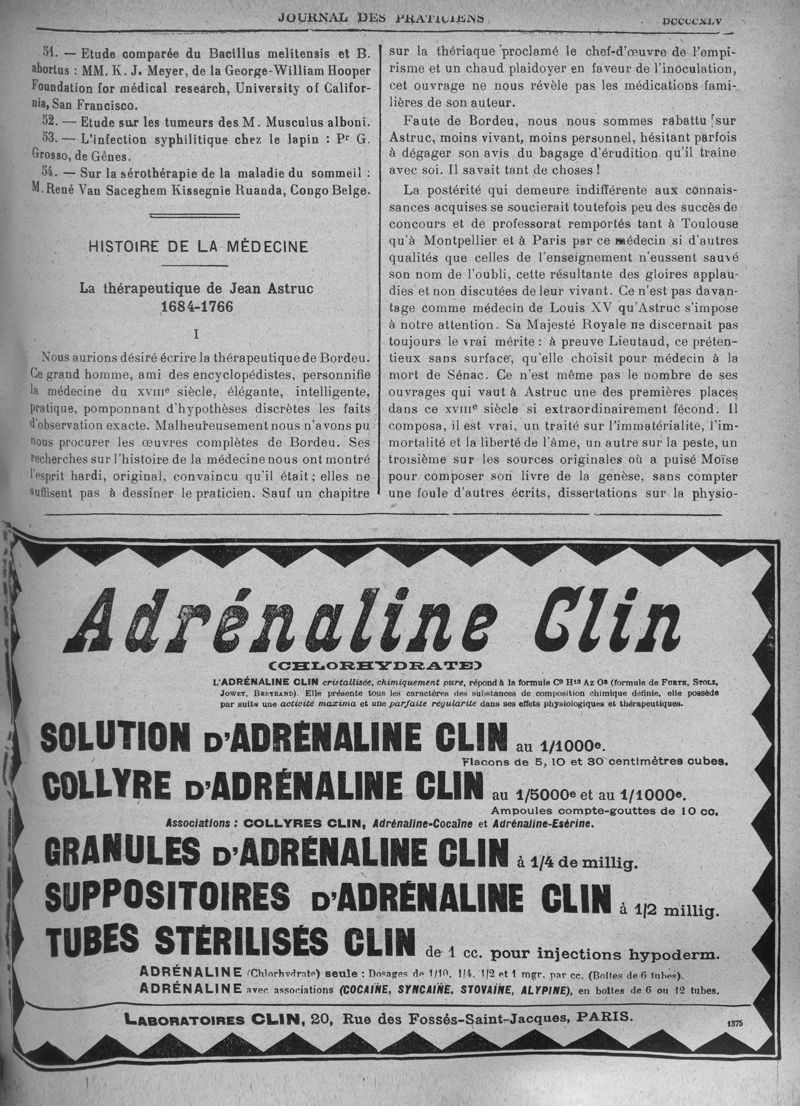 JOURNAL DES PRATICIENS
DCCCCXLV
51. — Etude comparée du Bacillus melitensis et B.
abortus : MM. K. J. Meyer, de la George-William Hooper
Foundation for medical research, University of Califor-
nia, San Francisco.
52. — Etude sur les tumeurs des M. Musculus alboni.
53. — L'infection syphilitique chez le lapin : Pr G.
Grosso, de Gênes.
54. — Sur la sérothérapie de la maladie du sommeil :
M. René Van Saceghem Kissegnie Ruanda, Congo Belge.
HISTOIRE DE LA MÉDECINE
La thérapeutique de Jean Astruc
1684-1766
I
Nous aurions désiré écrire la thérapeutique de Bordeu.
Ce grand homme, ami des encyclopédistes, personnifie
la médecine du XVIIIe siècle, élégante, intelligente,
pratique, pomponnant d'hypothèses discrètes les faits
d'observation exacte. Malheureusement nous n'avons pu
nous procurer les œuvres complètes de Bordeu. Ses
recherches sur l'histoire de la médecine nous ont montré
l'esprit hardi, original, convaincu qu'il était ; elles ne
suffisent pas à dessiner le praticien. Sauf un chapitre
sur la thériaque proclamé le chef-d'œuvre de l'empi-
risme et un chaud plaidoyer en faveur de l'inoculation,
cet ouvrage ne nous révèle pas les médications fami-
lières de son auteur.
Faute de Bordeu, nous nous sommes rabattu sur
Astruc, moins vivant, moins personnel, hésitant parfois
à dégager son avis du bagage d'érudition qu'il traîne
avec soi. Il savait tant de choses !
La postérité qui demeure indifférente aux connais-
sances acquises se soucierait toutefois peu des succès de
concours et de professorat remportés tant à Toulouse
qu'à Montpellier et à Paris par ce médecin si d'autres
qualités que celles de l'enseignement n'eussent sauvé
son nom de l'oubli, cette résultante des gloires applau-
dies et non discutées de leur vivant. Ce n'est pas davan-
tage comme médecin de Louis XV qu'Astruc s'impose
à notre attention. Sa Majesté Royale ne discernait pas
toujours le vrai mérite : à preuve Lieutaud, ce préten-
tieux sans surface, qu'elle choisit pour médecin à la
mort de Sénac. Ce n'est même pas le nombre de ses
ouvrages qui vaut à Astruc une des premières places
dans ce XVIIIe siècle si extraordinairement fécond. Il
composa, il est vrai, un traité sur l'immatérialité, l'im-
mortalité et la liberté de l'âme, un autre sur la peste, un
troisième sur les sources originales où a puisé Moïse
pour composer son livre de la genèse, sans compter
une foule d'autres écrits, dissertations sur la physio-
Adrénaline Clin
(CHLORHYDRATE)
L'ADRÉNALINE CLIN cristallisée, chimiquement pure, répond à la formule C9 H13 Az O3 (formule de FURTH, STOLZ,
JOWET, BERTRAND). Elle présente tous les caractères des substances de composition chimique définie, elle possède
par suite une activité maxima et une parfaite régularité dans ses effets physiologiques et thérapeutiques.
SOLUTION D'ADRÉNALINE CLIN au 1/1000e.
Flacons de 5, 10 et 30 centimètres cubes.
COLLYRE D'ADRÉNALINE CLIN au 1/5000e et au 1/1000e.
Ampoules compte-gouttes de 10 cc.
Associations : COLLYRES CLIN, Adrénaline-Cocaïne et Adrénaline-Esérine.
GRANULES D'ADRÉNALINE CLIN à 1/4 de millig.
SUPPOSITOIRES D'ADRÉNALINE CLIN à 1/2 millig.
TUBES STÉRILISÉS CLIN de 1 cc. pour injections hypoderm.
ADRÉNALINE (Chlorhydrate) seule : Dosages de 1/10, 1/4, 1/2 et 1 mgr. par cc. (Boîtes de 6 tubes).
ADRÉNALINE avec associations (COCAÏNE, SYNCAÏNE, STOVAÏNE, ALYPINE), en boîtes de 6 ou 12 tubes.
LABORATOIRES CLIN, 20, Rue des Fossés-Saint-Jacques, PARIS.
1375